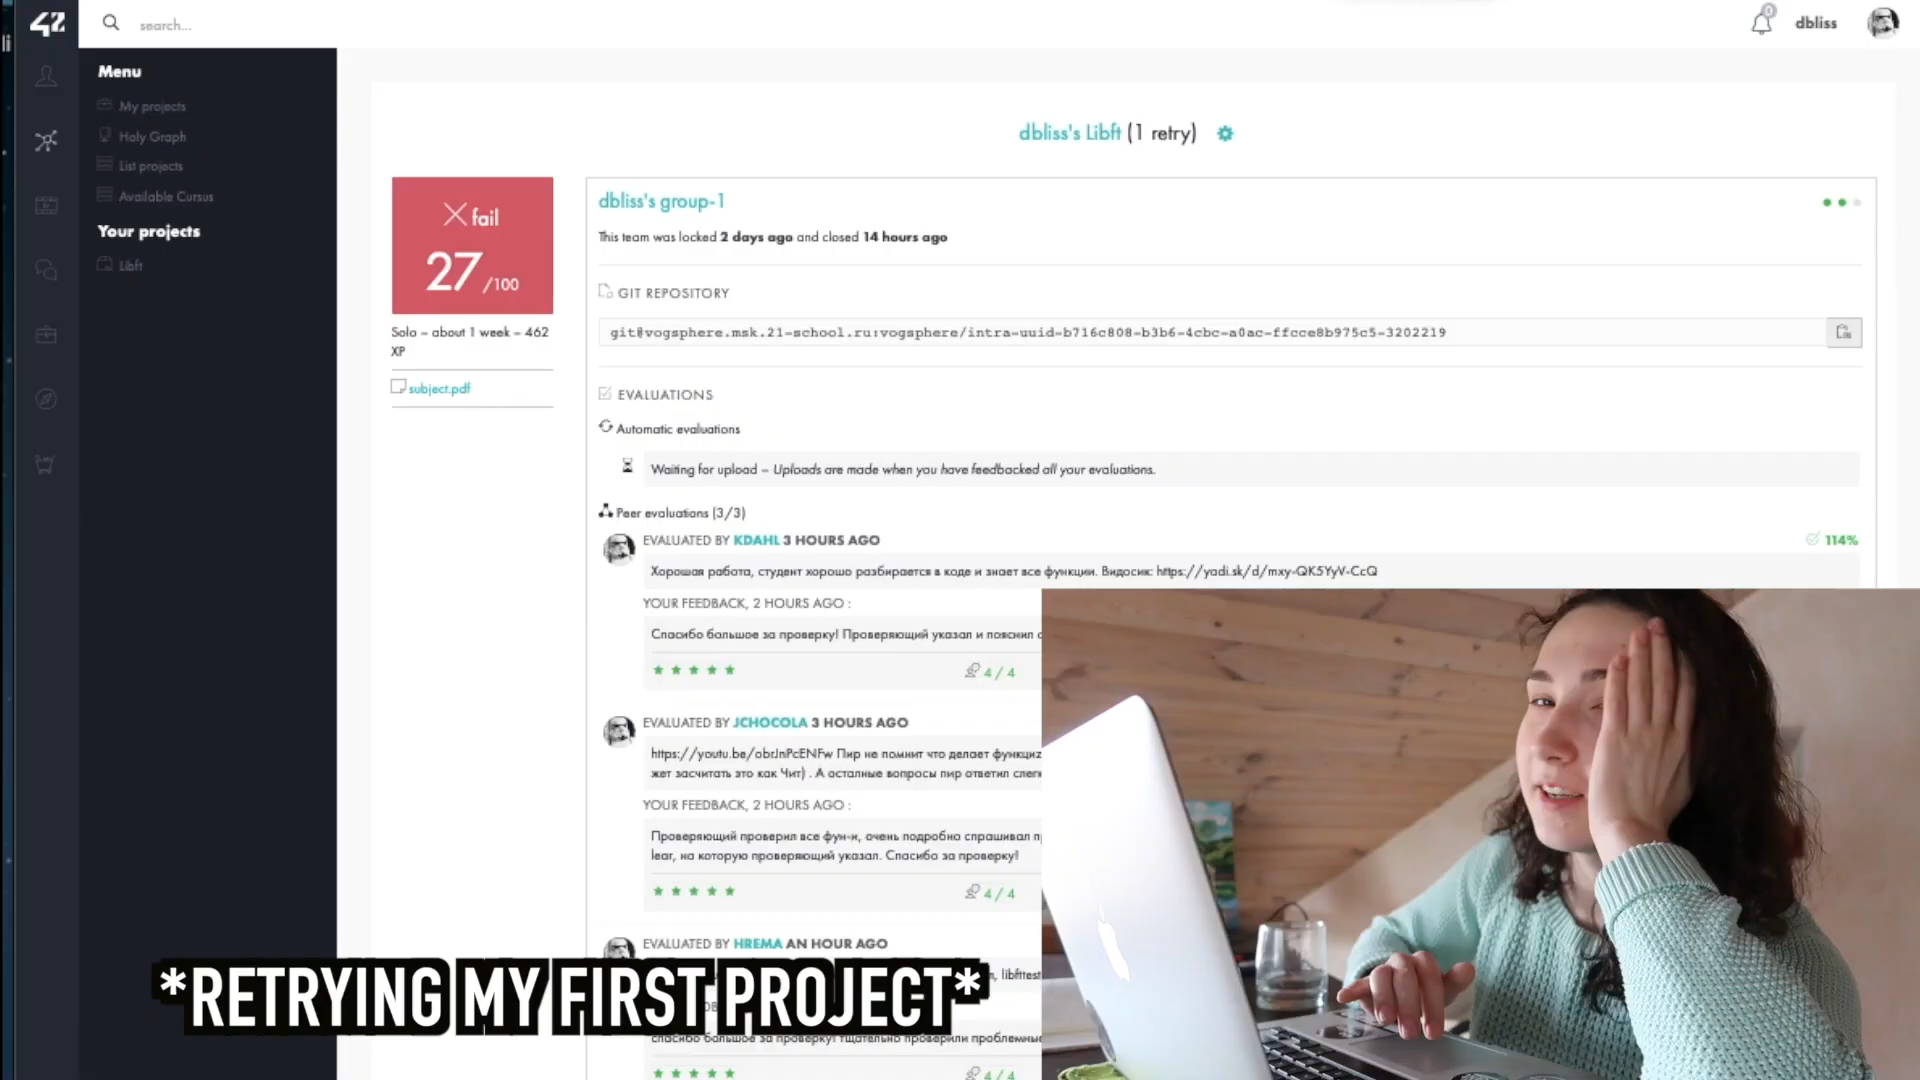 42
search...
0
dbliss
Menu
My projects
Holy Graph
List projects
Available Cursus
Your projects
Libft
dbliss's Libft (1 retry)
fail
27 /100
Solo – about 1 week – 462
XP
subject.pdf
dbliss's group-1
This team was locked 2 days ago and closed 14 hours ago
GIT REPOSITORY
git@vogsphere.msk.21-school.ru:vogsphere/intra-uuid-b716c808-b3b6-4cbc-a0ac-ffcce8b975c5-3202219
EVALUATIONS
Automatic evaluations
Waiting for upload – Uploads are made when you have feedbacked all your evaluations.
Peer evaluations (3/3)
EVALUATED BY KDAHL 3 HOURS AGO
114%
Хорошая работа, студент хорошо разбирается в коде и знает все функции. Видосик: https://yadi.sk/d/mxy-QK5YyV-CcQ
YOUR FEEDBACK, 2 HOURS AGO :
Спасибо большое за проверку! Проверяющий указал и пояснил
4 / 4
EVALUATED BY JCHOCOLA 3 HOURS AGO
https://youtu.be/obrJnPcENFw Пир не помнит что делает
жет засчитать это как Чит) . А остальные вопросы пир ответил
YOUR FEEDBACK, 2 HOURS AGO :
Проверяющий проверил все фун-и, очень подробно спрашивал
lear, на которую проверяющий указал. Спасибо за проверку!
4 / 4
EVALUATED BY HREMA AN HOUR AGO
*RETRYING MY FIRST PROJECT*
спасибо большое за проверку! тщательно проверили
4 / 4